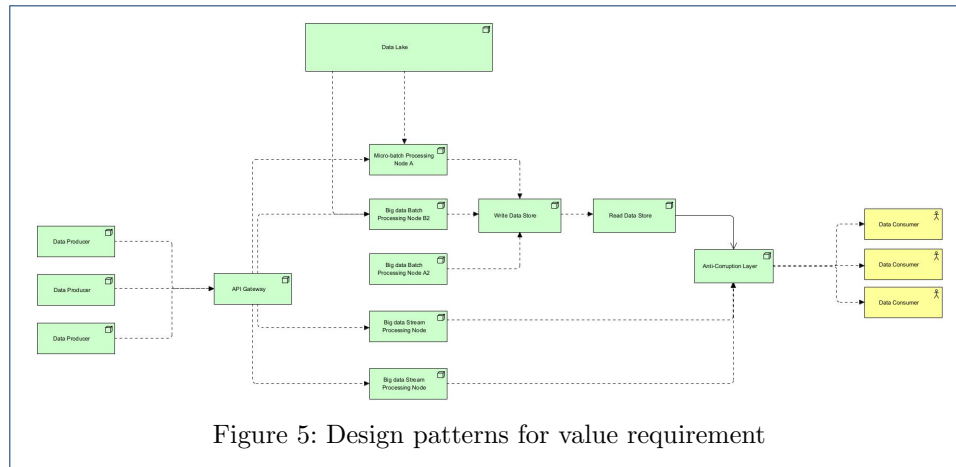 Data Lake
Micro-batch Processing
Node A
Big data Batch
Processing Node B2
Write Data Store
Read Data Store
Data Consumer
Data Producer
Big data Batch
Processing Node A2
Anti-Corruption Layer
Data Consumer
Data Producer
API Gateway
Data Consumer
Data Producer
Big data Stream
Processing Node
Big data Stream
Processing Node
Figure 5: Design patterns for value requirement